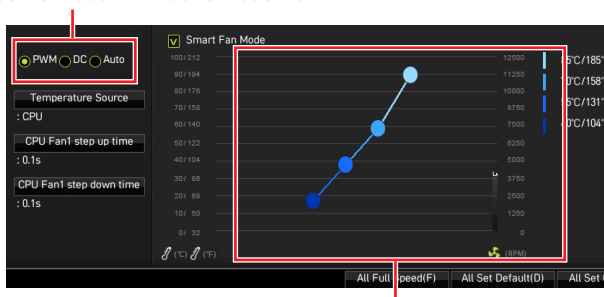 Smart Fan Mode
PWM DC Auto
Temperature Source
: CPU
CPU Fan1 step up time
: 0.1s
CPU Fan1 step down time
: 0.1s
100/212
90/194
80/176
70/158
60/140
50/122
40/104
30/ 86
20/ 68
10/ 50
0/ 32
(℃) (℉)
12500
11250
10000
8750
7500
6250
5000
3750
2500
1250
0
(RPM)
℃/185°
℃/158°
℃/131°
℃/104°
All Full Speed(F) All Set Default(D) All Set